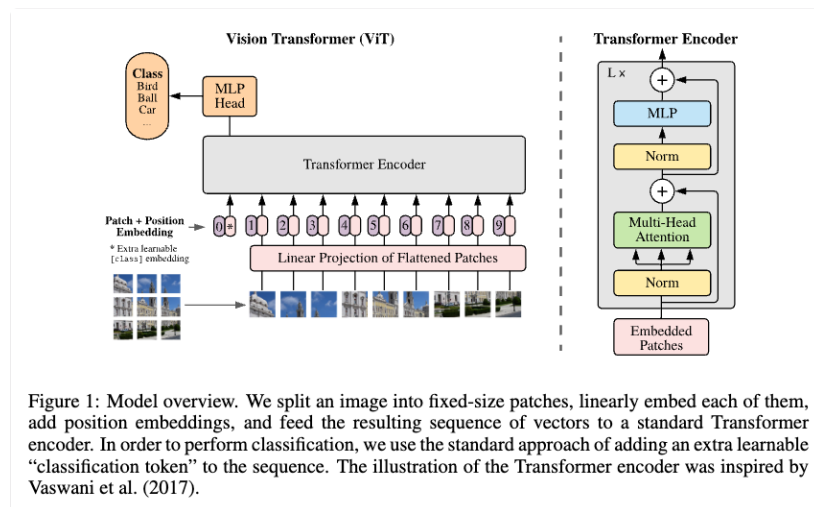 Vision Transformer (ViT)
Class
Bird
Ball
Car
...
MLP
Head
Transformer Encoder
Patch + Position
Embedding
* Extra learnable
[class] embedding
0 * 1 2 3 4 5 6 7 8 9
Linear Projection of Flattened Patches
Transformer Encoder
L x
+
MLP
Norm
+
Multi-Head
Attention
Norm
Embedded
Patches
Figure 1: Model overview. We split an image into fixed-size patches, linearly embed each of them,
add position embeddings, and feed the resulting sequence of vectors to a standard Transformer
encoder. In order to perform classification, we use the standard approach of adding an extra learnable
“classification token” to the sequence. The illustration of the Transformer encoder was inspired by
Vaswani et al. (2017).